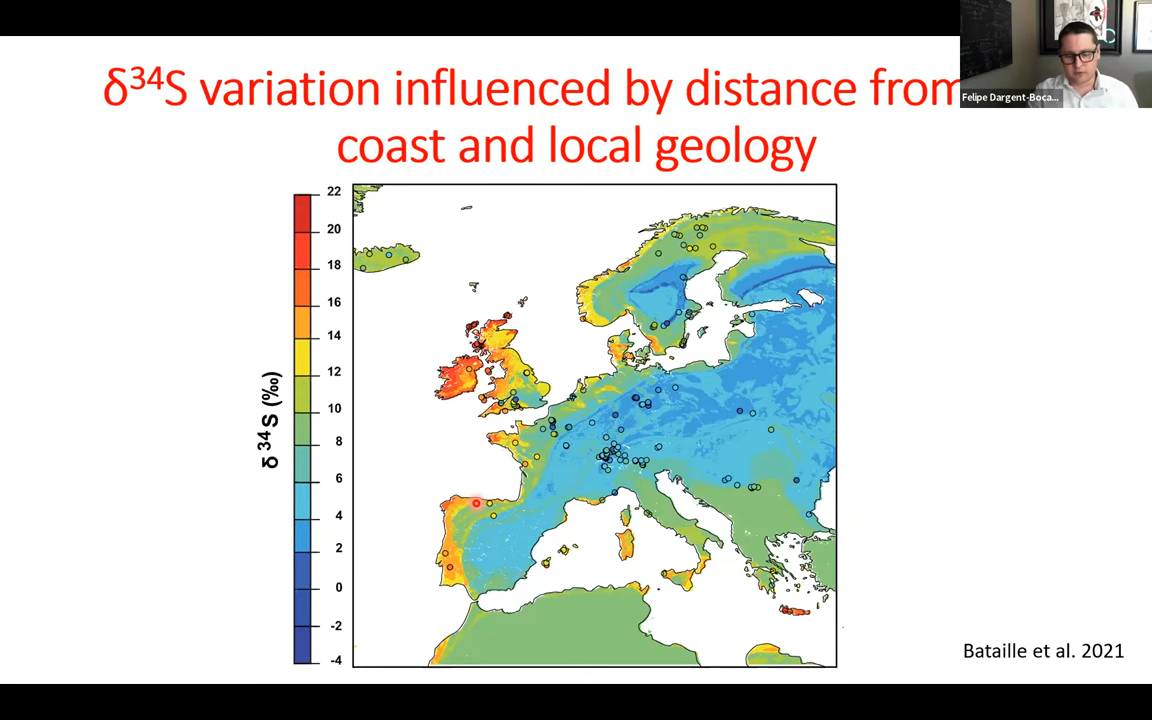 δ³⁴S variation influenced by distance from
coast and local geology
Felipe Dargent-Boca...
22
20
18
16
14
12
10
8
6
4
2
0
-2
-4
δ ³⁴S (‰)
Bataille et al. 2021